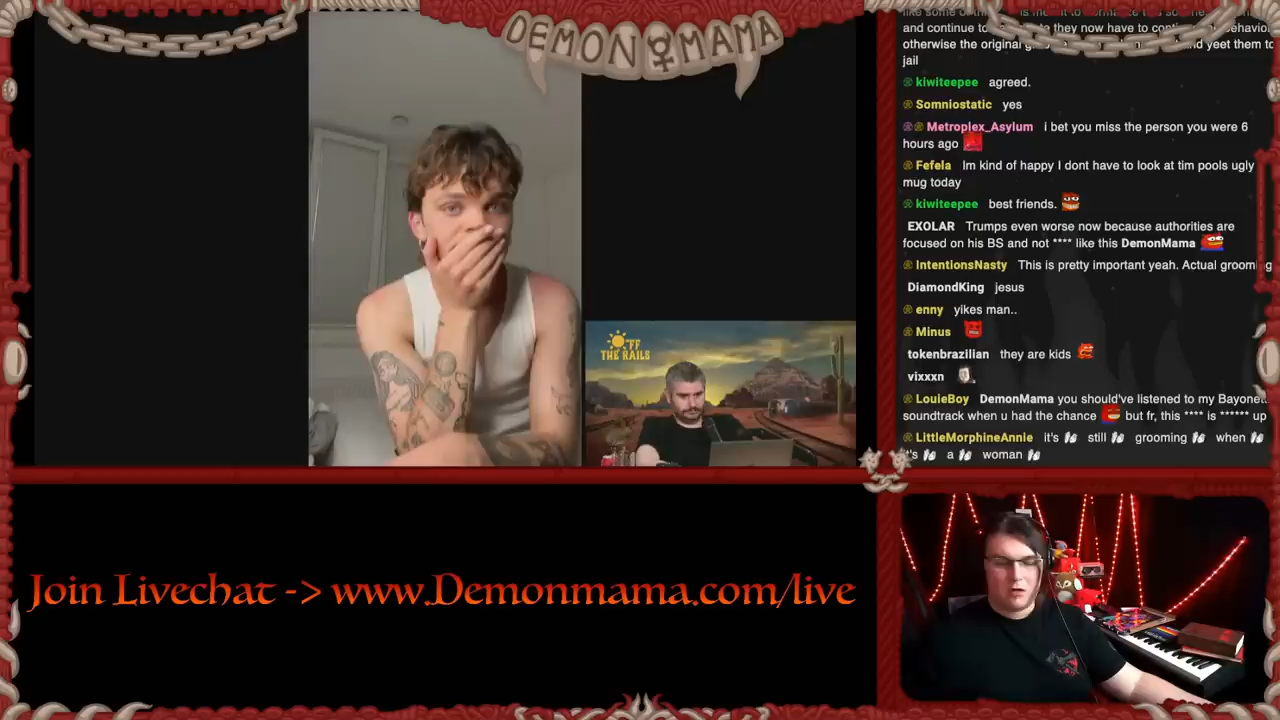 DEMON MAMA
OFF
THE RAILS
and continue to
otherwise the original
jail
kiwiteepee agreed.
Somniostatic yes
Metroplex_Asylum i bet you miss the person you were 6
hours ago
Fefela Im kind of happy I dont have to look at tim pools ugly
mug today
kiwiteepee best friends.
EXOLAR Trumps even worse now because authorities are
focused on his BS and not **** like this DemonMama
IntentionsNasty This is pretty important yeah. Actual grooming
DiamondKing jesus
enny yikes man..
Minus
tokenbrazilian they are kids
vixxxn
LouieBoy DemonMama you should've listened to my Bayonet..
soundtrack when u had the chance but fr, this **** is ****** up
LittleMorphineAnnie it's still grooming when
it's a woman
Join Livechat -> www.Demonmama.com/live